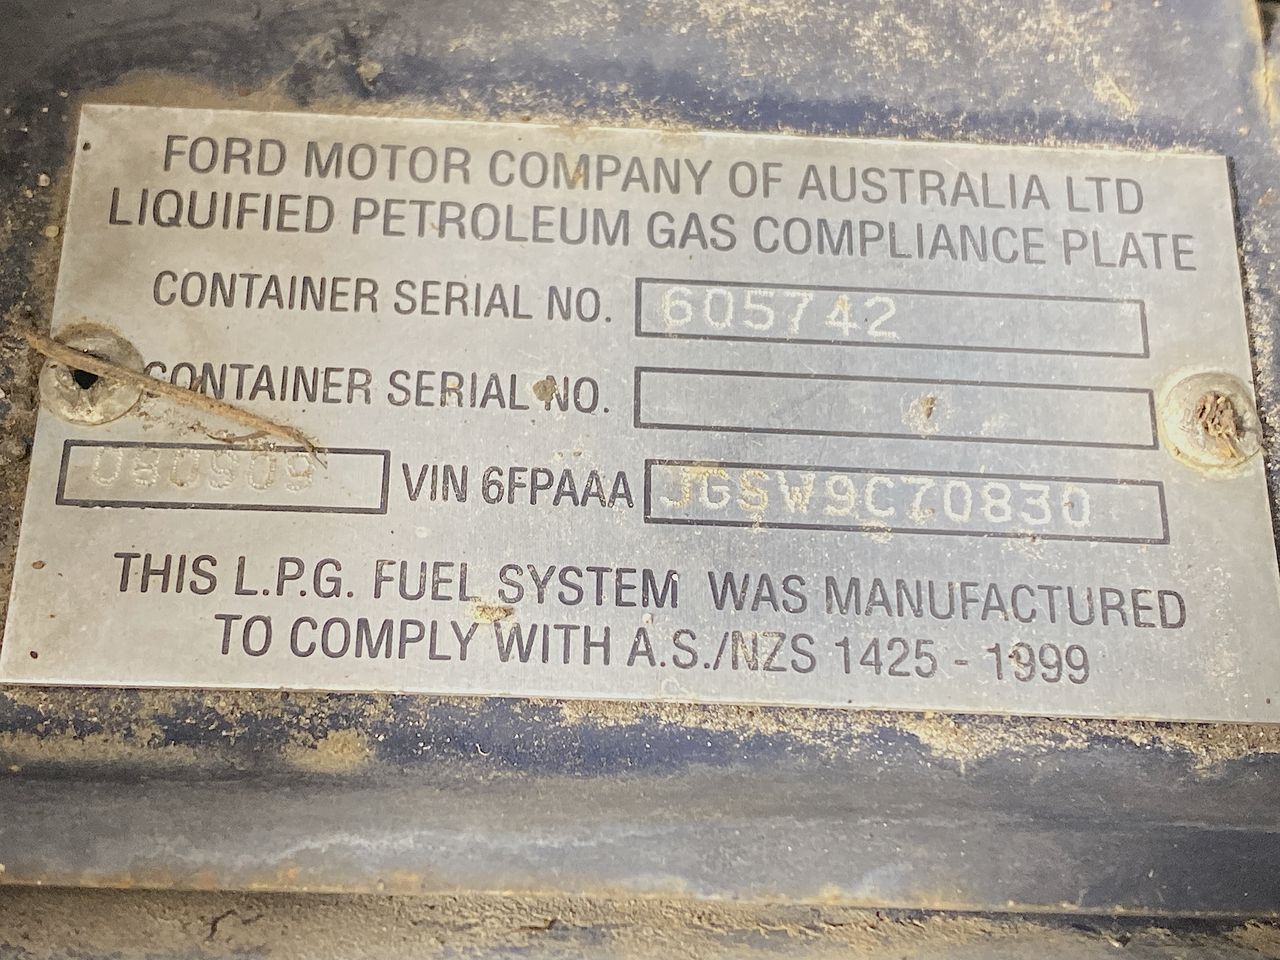 FORD MOTOR COMPANY OF AUSTRALIA LTD
LIQUIFIED PETROLEUM GAS COMPLIANCE PLATE
CONTAINER SERIAL NO. 605742
CONTAINER SERIAL NO.
080909 VIN 6FPAAA JGSW9C70830
THIS L.P.G. FUEL SYSTEM WAS MANUFACTURED
TO COMPLY WITH A.S./NZS 1425 - 1999